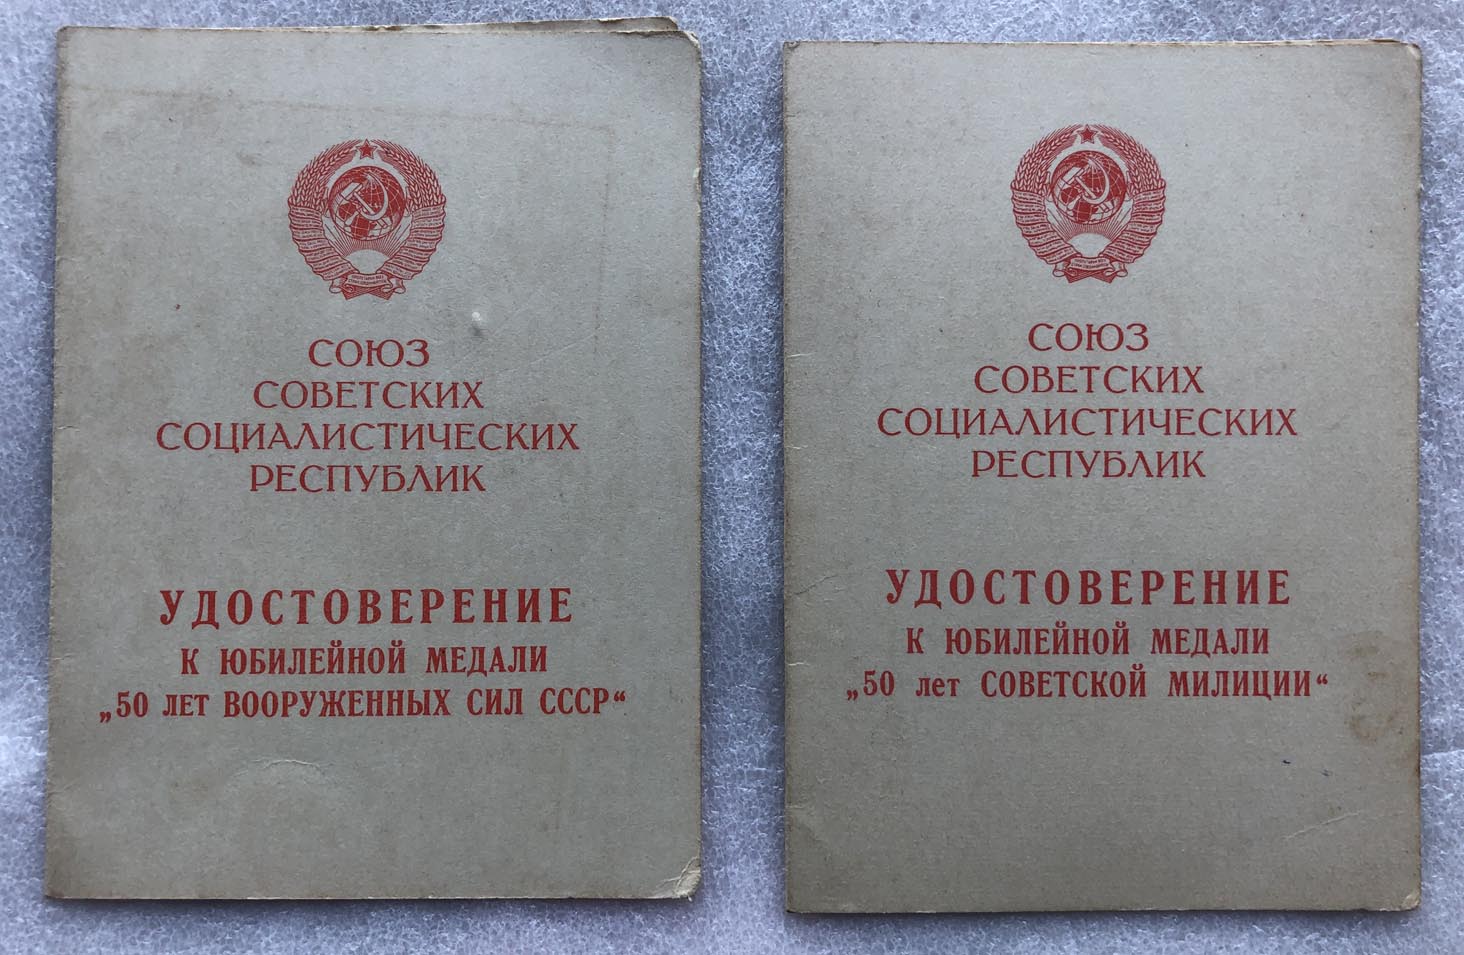 СОЮЗ
СОВЕТСКИХ
СОЦИАЛИСТИЧЕСКИХ
РЕСПУБЛИК
УДОСТОВЕРЕНИЕ
К ЮБИЛЕЙНОЙ МЕДАЛИ
„50 лет ВООРУЖЕННЫХ СИЛ СССР“
СОЮЗ
СОВЕТСКИХ
СОЦИАЛИСТИЧЕСКИХ
РЕСПУБЛИК
УДОСТОВЕРЕНИЕ
К ЮБИЛЕЙНОЙ МЕДАЛИ
„50 лет СОВЕТСКОЙ МИЛИЦИИ“